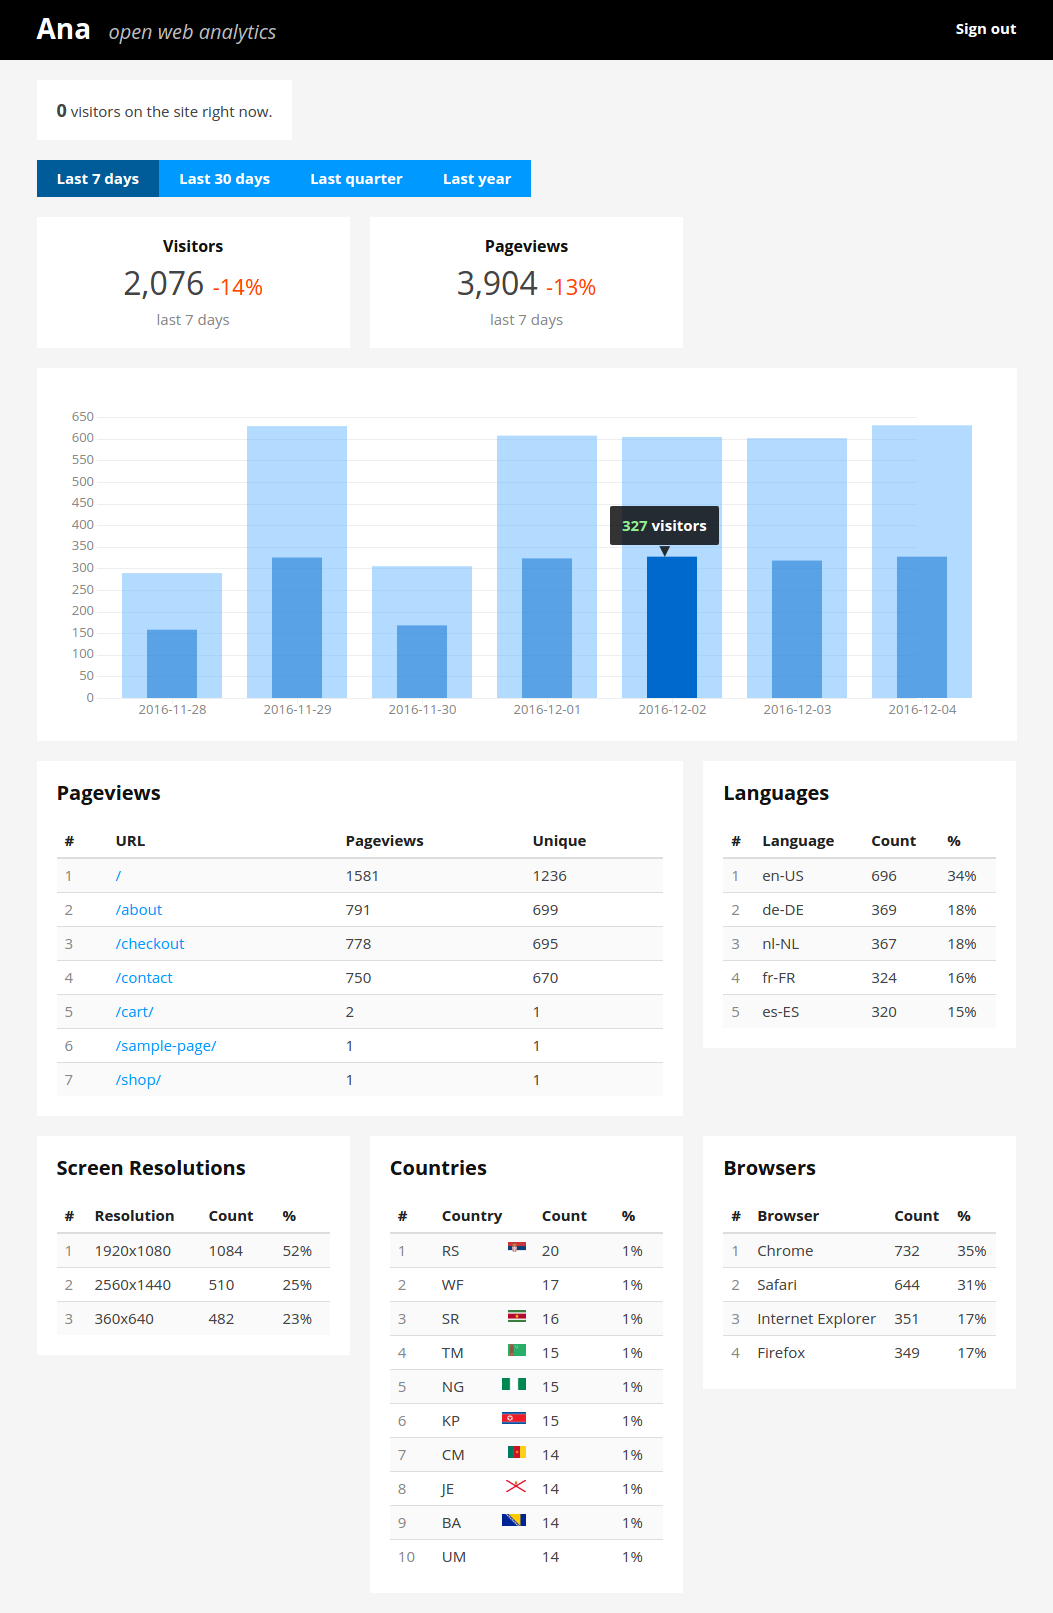 Ana open web analytics Sign out
0 visitors on the site right now.
Last 7 days Last 30 days Last quarter Last year
Visitors
2,076 -14%
last 7 days
Pageviews
3,904 -13%
last 7 days
650
600
550
500
450
400
350
300
250
200
150
100
50
0
327 visitors
2016-11-28 2016-11-29 2016-11-30 2016-12-01 2016-12-02 2016-12-03 2016-12-04
Pageviews
# URL Pageviews Unique
1 / 1581 1236
2 /about 791 699
3 /checkout 778 695
4 /contact 750 670
5 /cart/ 2 1
6 /sample-page/ 1 1
7 /shop/ 1 1
Languages
# Language Count %
1 en-US 696 34%
2 de-DE 369 18%
3 nl-NL 367 18%
4 fr-FR 324 16%
5 es-ES 320 15%
Screen Resolutions
# Resolution Count %
1 1920x1080 1084 52%
2 2560x1440 510 25%
3 360x640 482 23%
Countries
# Country Count %
1 RS 20 1%
2 WF 17 1%
3 SR 16 1%
4 TM 15 1%
5 NG 15 1%
6 KP 15 1%
7 CM 14 1%
8 JE 14 1%
9 BA 14 1%
10 UM 14 1%
Browsers
# Browser Count %
1 Chrome 732 35%
2 Safari 644 31%
3 Internet Explorer 351 17%
4 Firefox 349 17%